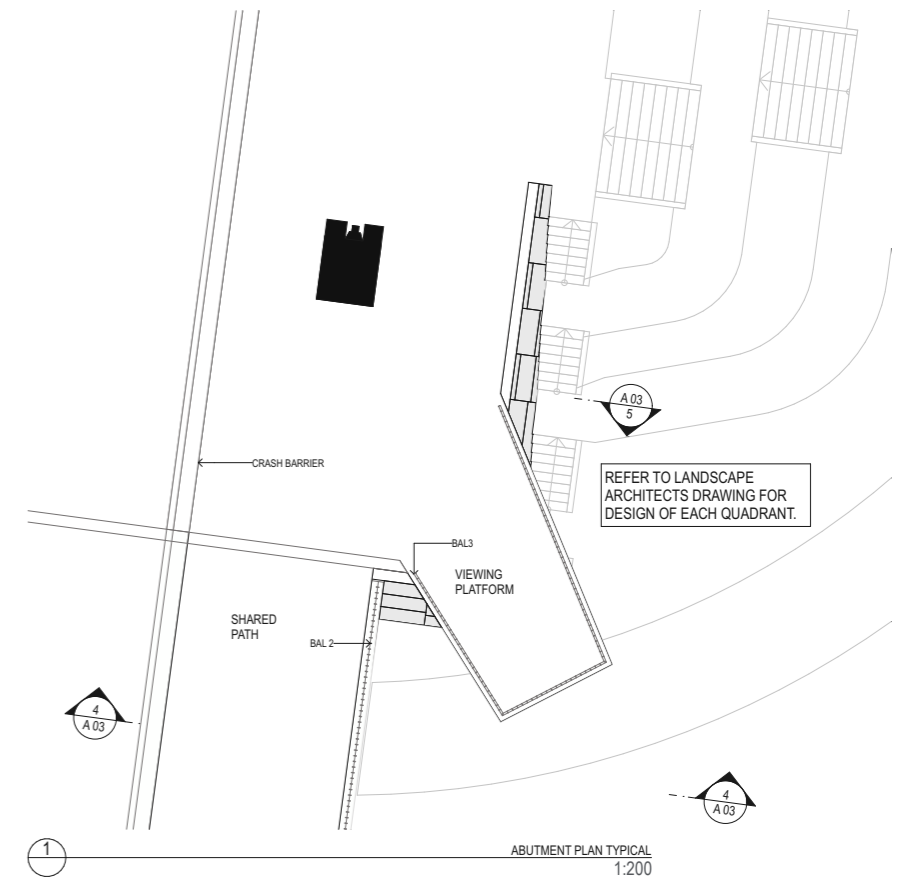 A 03
5
CRASH BARRIER
REFER TO LANDSCAPE
ARCHITECTS DRAWING FOR
DESIGN OF EACH QUADRANT.
BAL3
VIEWING
PLATFORM
SHARED
PATH
BAL 2
4
A 03
4
A 03
1
ABUTMENT PLAN TYPICAL
1:200